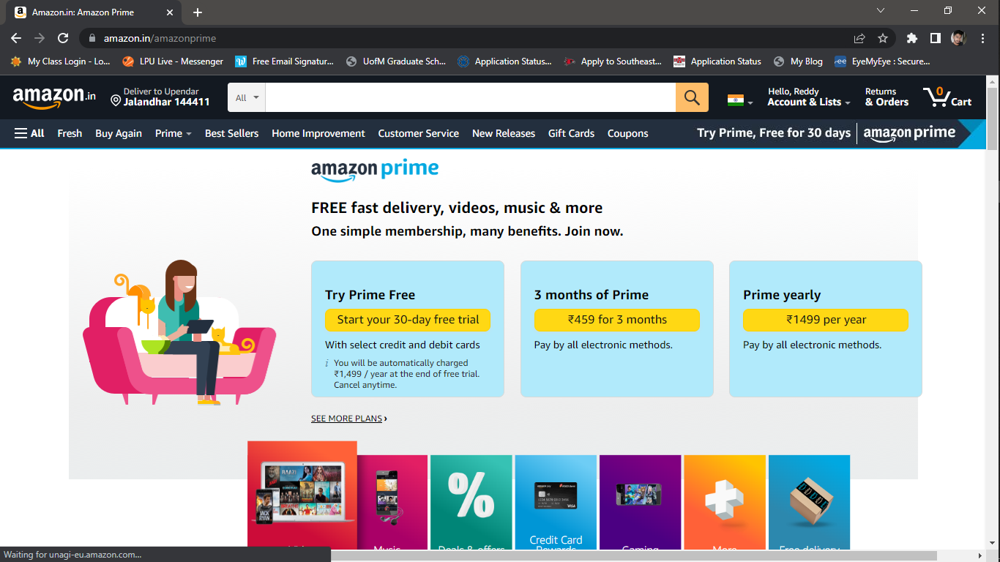 Amazon.in: Amazon Prime
amazon.in/amazonprime
My Class Login - Lo...
LPU Live - Messenger
Free Email Signatur...
UofM Graduate Sch...
Application Status...
Apply to Southeast...
Application Status
My Blog
EyeMyEye : Secure...
amazon.in
Deliver to Upendar
Jalandhar 144411
All
Hello, Reddy
Account & Lists
Returns
& Orders
0
Cart
All
Fresh
Buy Again
Prime
Best Sellers
Home Improvement
Customer Service
New Releases
Gift Cards
Coupons
Try Prime, Free for 30 days
amazon prime
amazon prime
FREE fast delivery, videos, music & more
One simple membership, many benefits. Join now.
Try Prime Free
Start your 30-day free trial
With select credit and debit cards
i You will be automatically charged
₹1,499 / year at the end of free trial.
Cancel anytime.
3 months of Prime
₹459 for 3 months
Pay by all electronic methods.
Prime yearly
₹1499 per year
Pay by all electronic methods.
SEE MORE PLANS ›
JACK
RYAN
%
VISA
Music
Deals & offers
Credit Card
Rewards
Gaming
More
Free delivery
Waiting for unagi-eu.amazon.com...